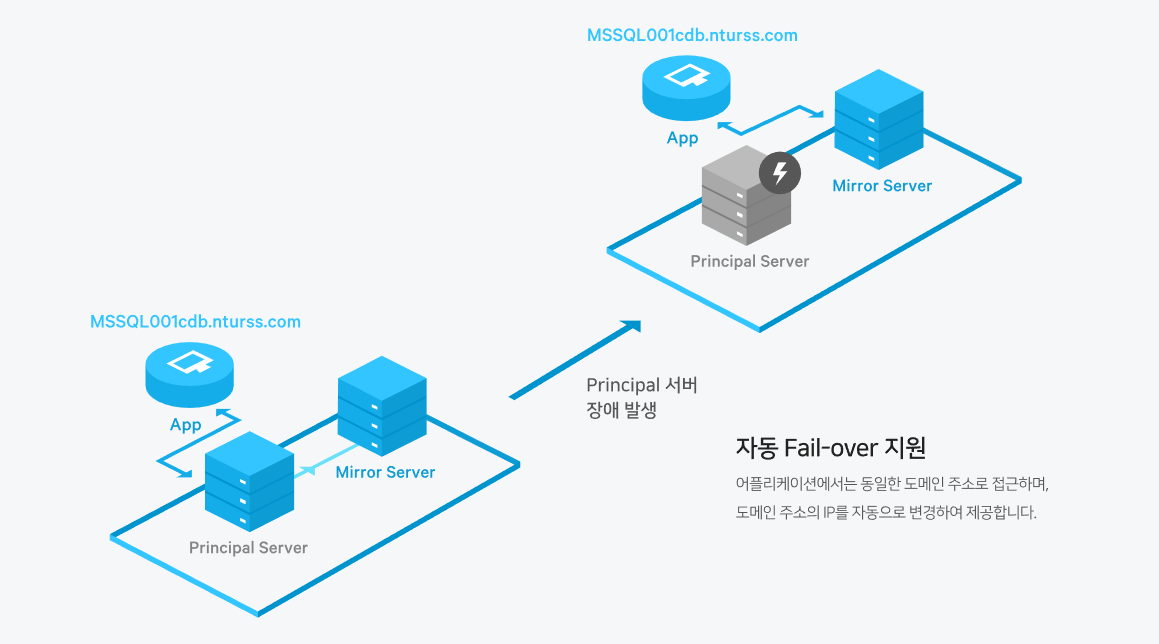 MSSQL001cdb.nturss.com
App
Mirror Server
Principal Server
MSSQL001cdb.nturss.com
App
Mirror Server
Principal Server
Principal 서버
장애 발생
자동 Fail-over 지원
어플리케이션에서는 동일한 도메인 주소로 접근하며,
도메인 주소의 IP를 자동으로 변경하여 제공합니다.